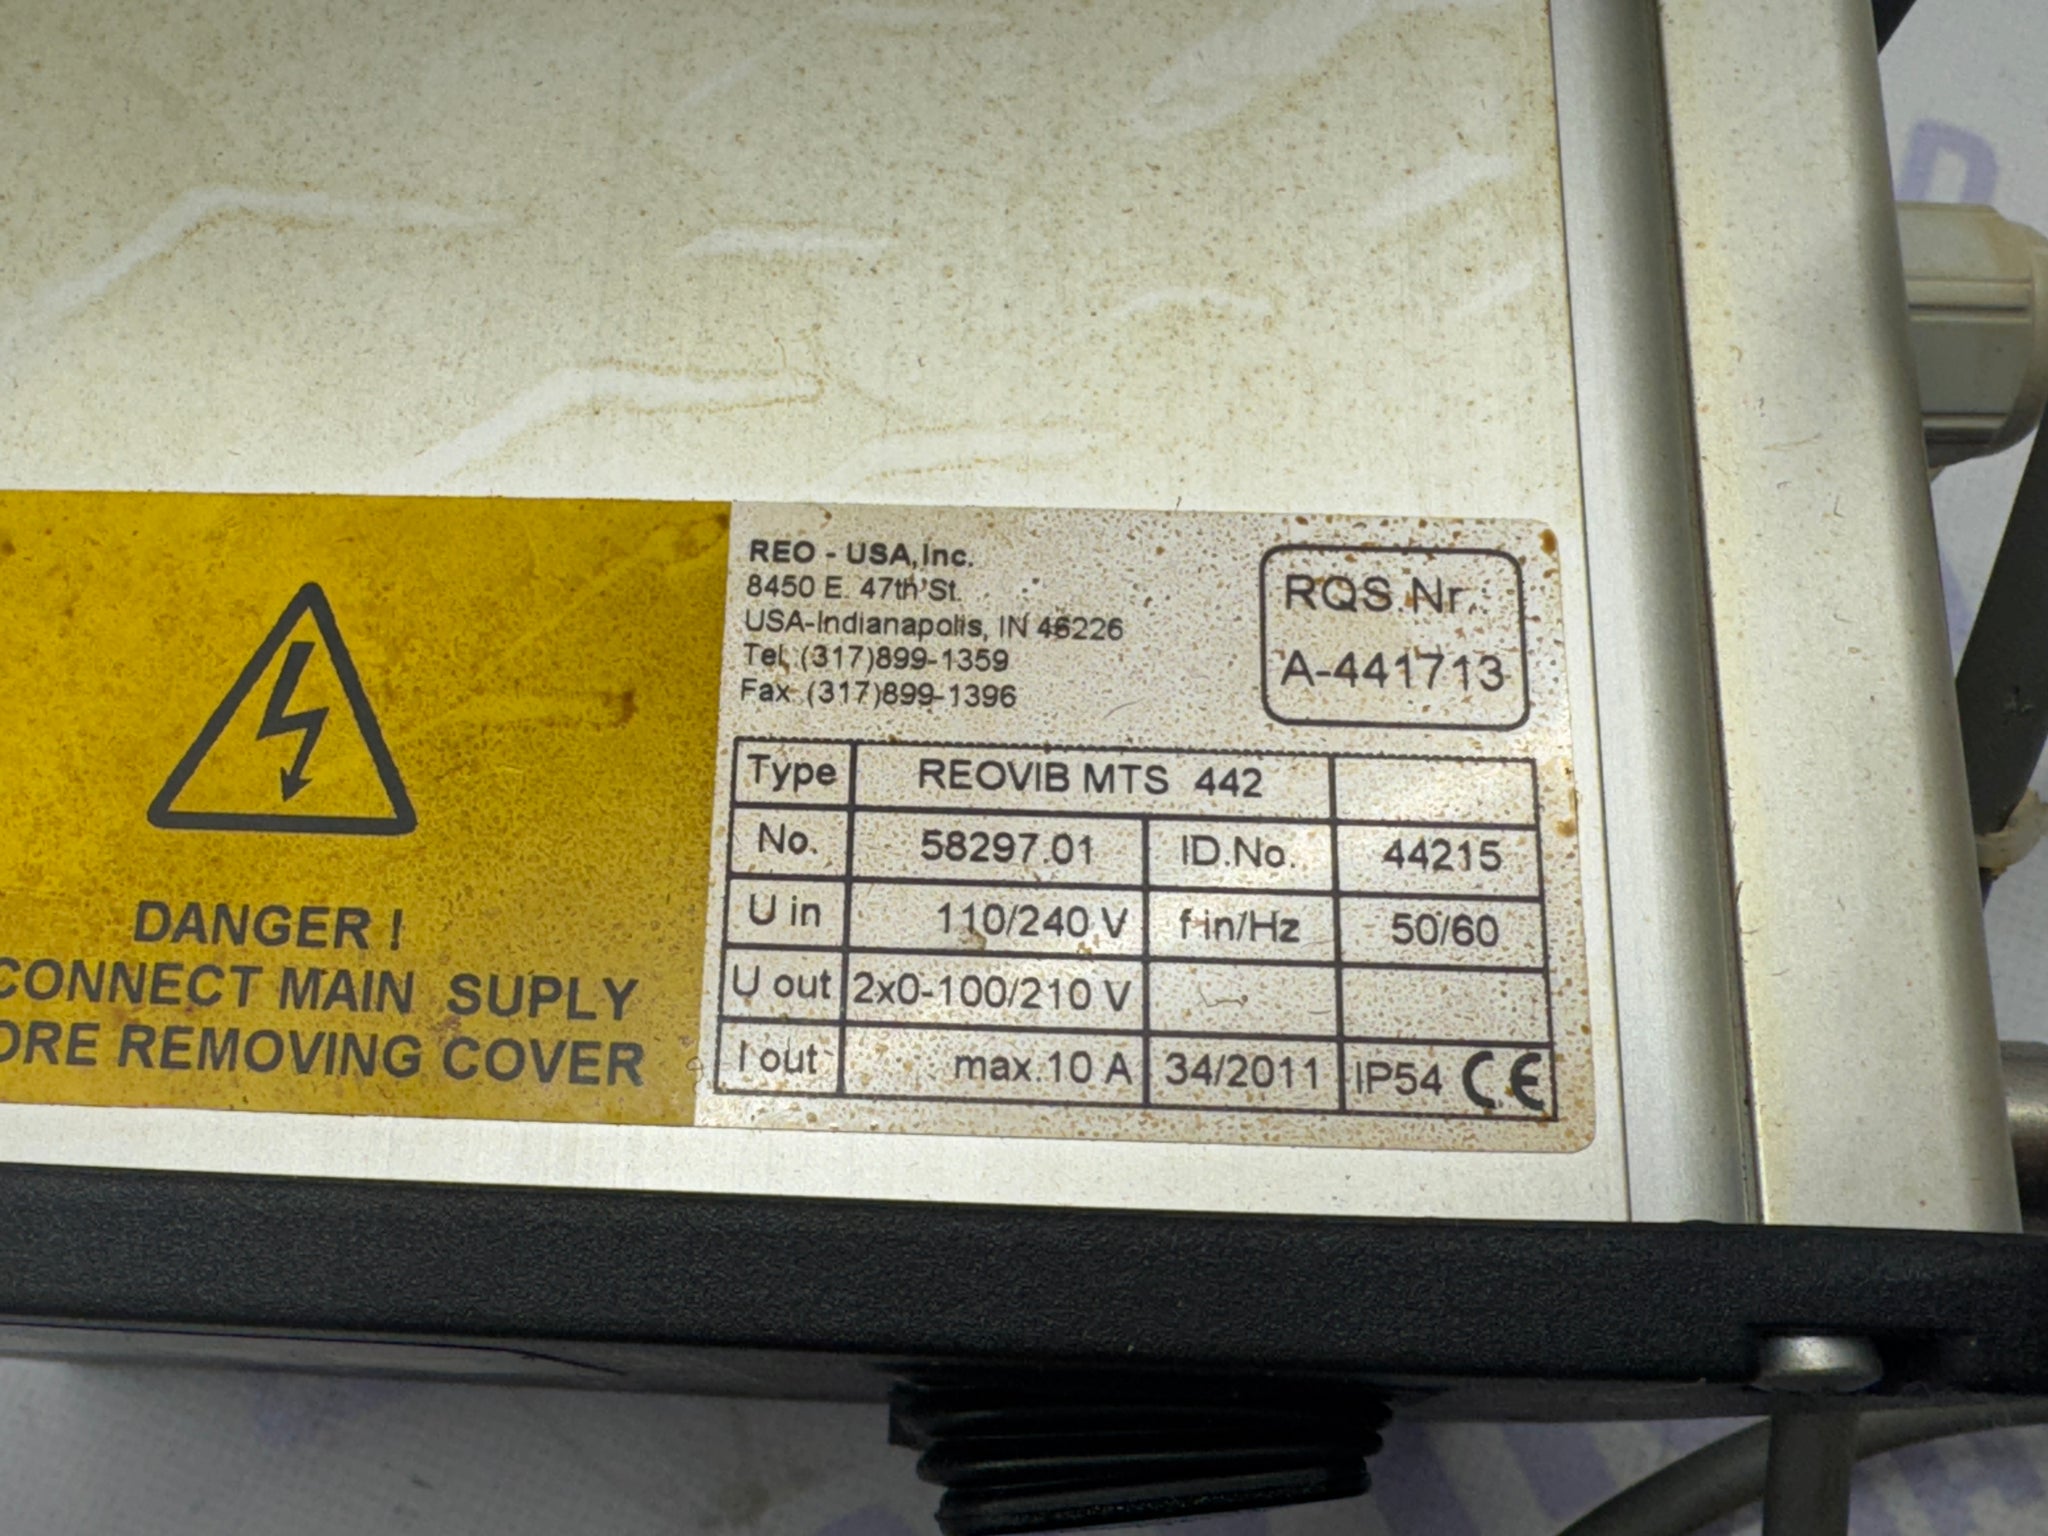 REO - USA, Inc.
8450 E. 47th St.
USA-Indianapolis, IN 46226
Tel. (317)899-1359
Fax (317)899-1396
RQS.Nr.
A-441713
Type REOVIB MTS 442
No. 58297.01 ID.No. 44215
U in 110/240 V f in/Hz 50/60
U out 2x0-100/210 V
I out max.10 A 34/2011 IP54 CE
DANGER !
CONNECT MAIN SUPLY
ORE REMOVING COVER